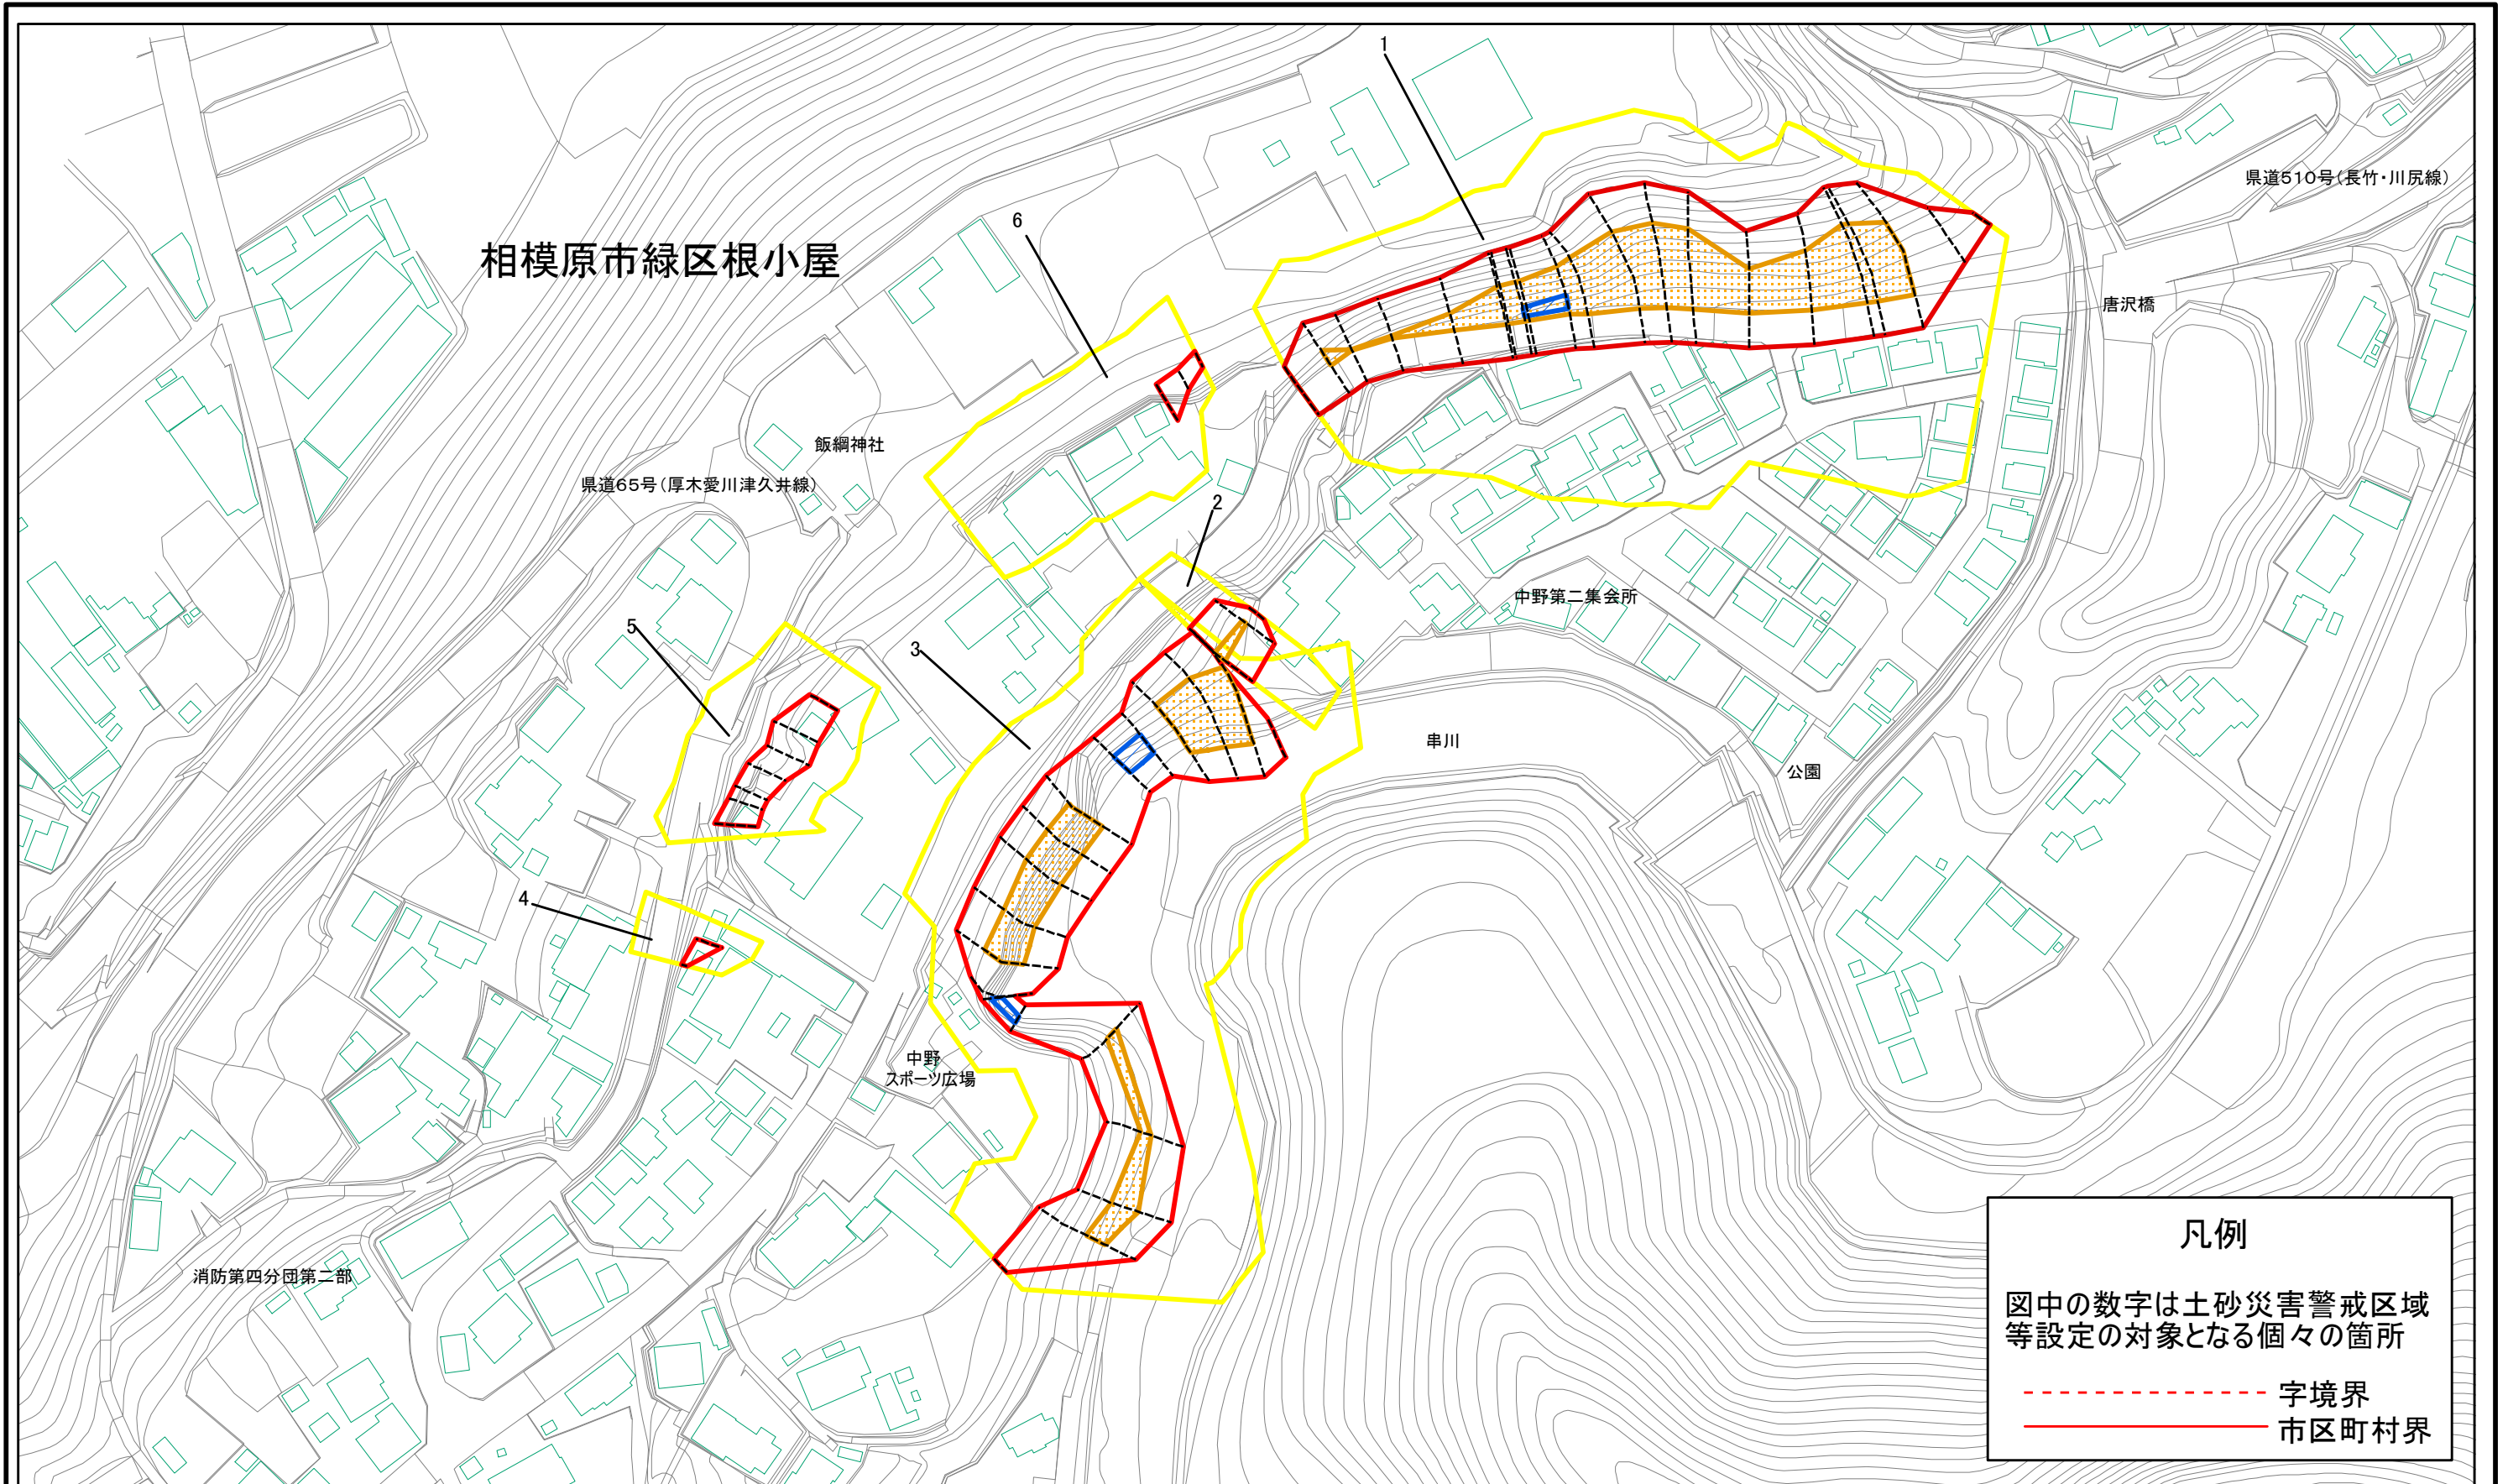 1
県道510号(長竹・川尻線)
6
相模原市緑区根小屋
唐沢橋
飯綱神社
県道65号(厚木愛川津久井線)
2
中野第二集会所
5
3
串川
公園
4
中野
スポーツ広場
消防第四分団第二部
凡例
図中の数字は土砂災害警戒区域
等設定の対象となる個々の箇所
字境界
市区町村界